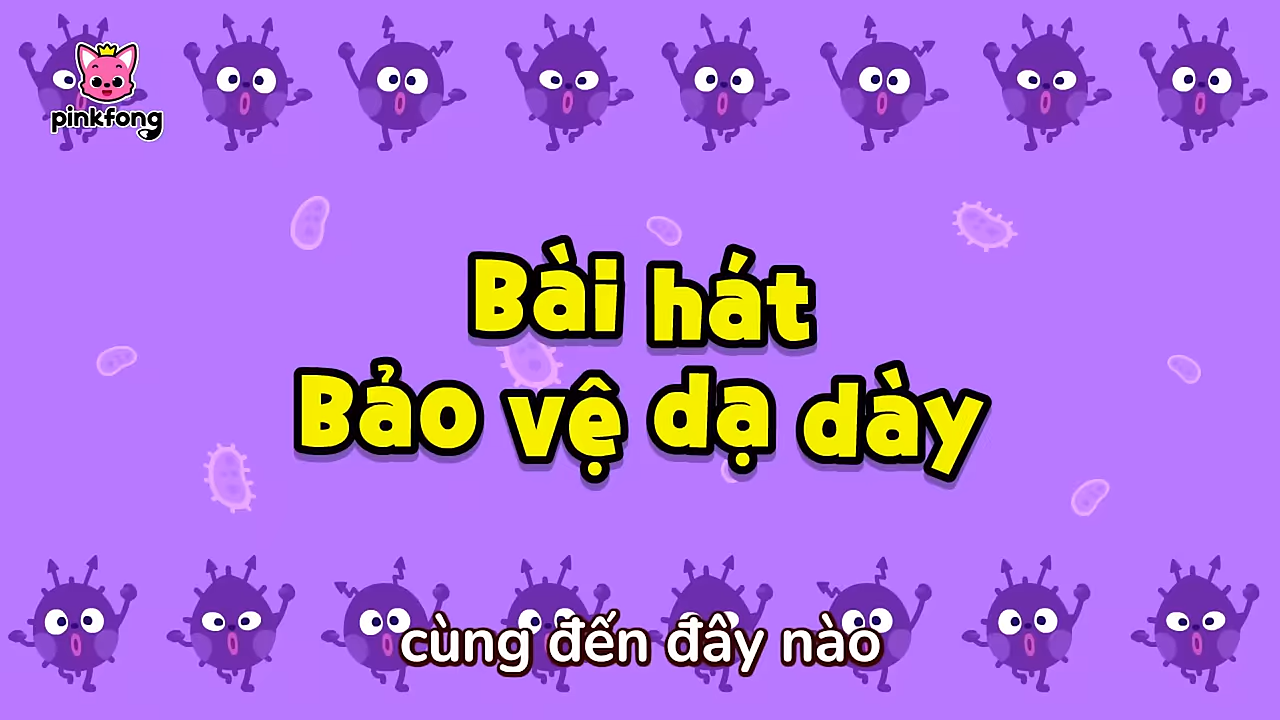 pinkfong
Bài hát
Bảo vệ dạ dày
cùng đến đây nào